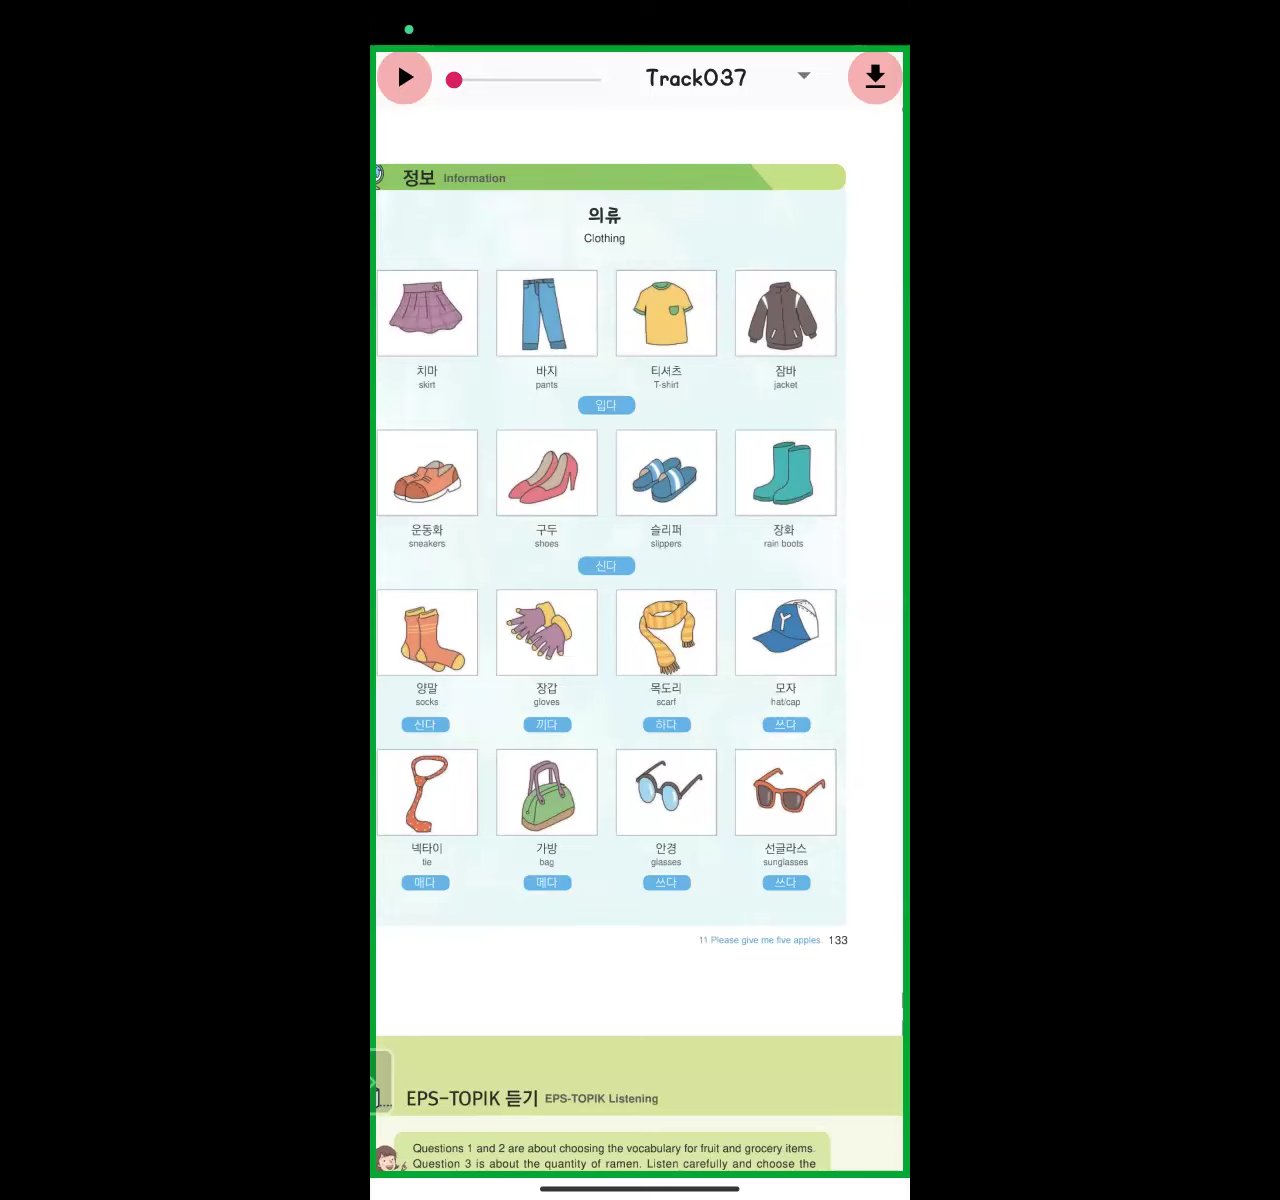 Track037
정보 Information
의류
Clothing
치마 바지 티셔츠 잠바
skirt pants T-shirt jacket
입다
운동화 구두 슬리퍼 장화
sneakers shoes slippers rain boots
신다
양말 장갑 목도리 모자
socks gloves scarf hat/cap
신다 끼다 하다 쓰다
넥타이 가방 안경 선글라스
tie bag glasses sunglasses
매다 메다 쓰다 쓰다
11 Please give me five apples. 133
EPS-TOPIK 듣기 EPS-TOPIK Listening
Questions 1 and 2 are about choosing the vocabulary for fruit and grocery items.
Question 3 is about the quantity of ramen. Listen carefully and choose the